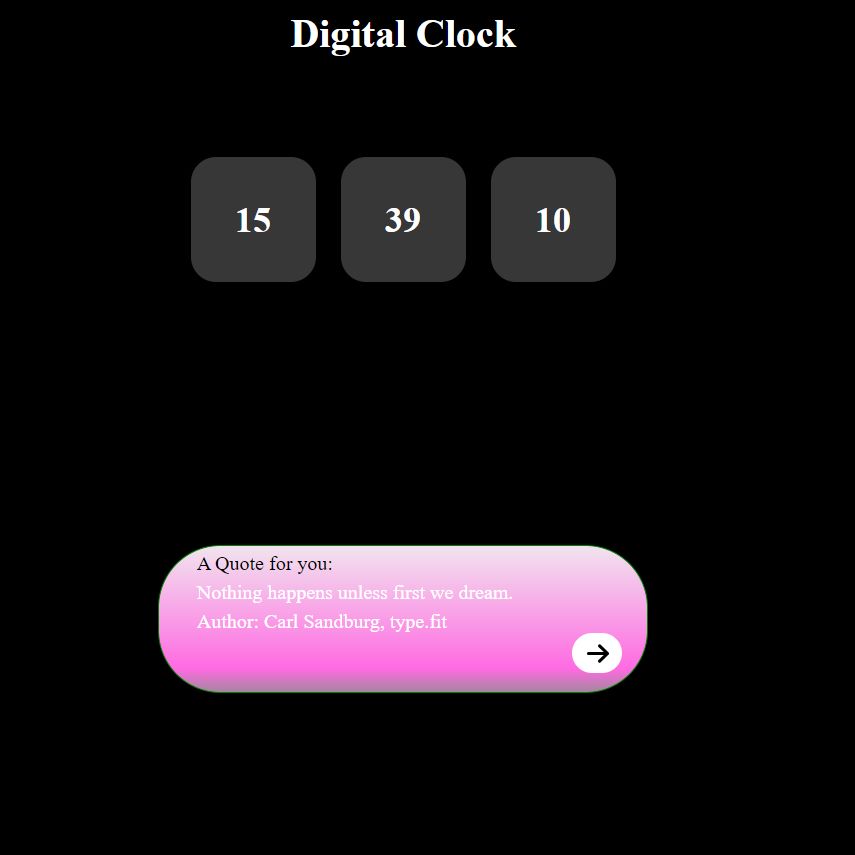 Digital Clock
15 39 10
A Quote for you:
Nothing happens unless first we dream.
Author: Carl Sandburg, type.fit